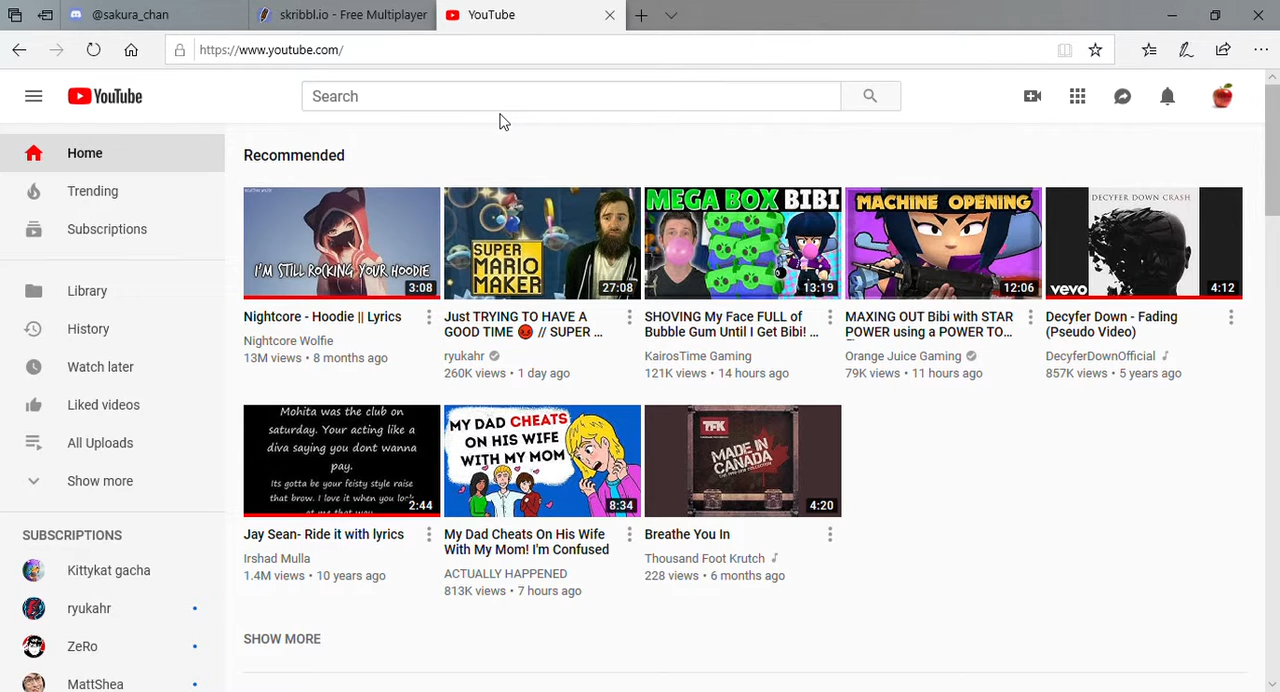 @sakura_chan
skribbl.io - Free Multiplayer
YouTube
https://www.youtube.com/
YouTube
Search
Home
Trending
Subscriptions
Library
History
Watch later
Liked videos
All Uploads
Show more
SUBSCRIPTIONS
Kittykat gacha
ryukahr
ZeRo
MattShea
Recommended
I'M STILL ROCKING YOUR HOODIE
3:08
Nightcore - Hoodie || Lyrics
Nightcore Wolfie
13M views • 8 months ago
SUPER
MARIO
MAKER
27:08
Just TRYING TO HAVE A
GOOD TIME 😡 // SUPER ...
ryukahr
260K views • 1 day ago
MEGA BOX BIBI
13:19
SHOVING My Face FULL of
Bubble Gum Until I Get Bibi! ...
KairosTime Gaming
121K views • 14 hours ago
MACHINE OPENING
12:06
MAXING OUT Bibi with STAR
POWER using a POWER TO...
Orange Juice Gaming
79K views • 11 hours ago
DECYFER DOWN CRASH
vevo
4:12
Decyfer Down - Fading
(Pseudo Video)
DecyferDownOfficial
857K views • 5 years ago
Mohita was the club on
saturday. Your acting like a
diva saying you dont wanna
pay.
Its gotta be your feisty style raise
that brow. I love it when you look
at me that way
2:44
Jay Sean- Ride it with lyrics
Irshad Mulla
1.4M views • 10 years ago
MY DAD CHEATS
ON HIS WIFE
WITH MY MOM!
8:34
My Dad Cheats On His Wife
With My Mom! I'm Confused
ACTUALLY HAPPENED
813K views • 7 hours ago
TFK
MADE IN
CANADA
4:20
Breathe You In
Thousand Foot Krutch
228 views • 6 months ago
SHOW MORE